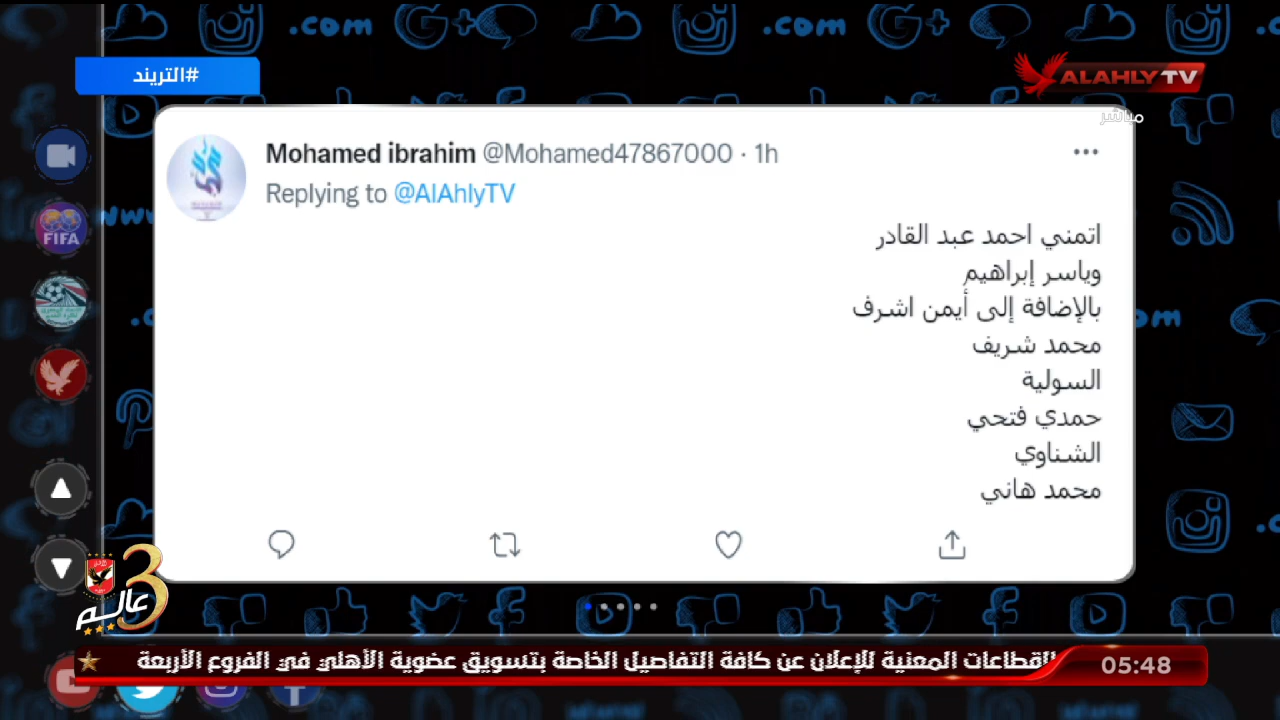 #التريند
ALAHLY TV
مباشر
Mohamed ibrahim @Mohamed47867000 · 1h
Replying to @AlAhlyTV
اتمني احمد عبد القادر
وياسر إبراهيم
بالإضافة إلى أيمن اشرف
محمد شريف
السولية
حمدي فتحي
الشناوي
محمد هاني
FIFA
3
عالم
القطاعات المعنية للإعلان عن كافة التفاصيل الخاصة بتسويق عضوية الأهلي في الفروع الأربعة
05:48